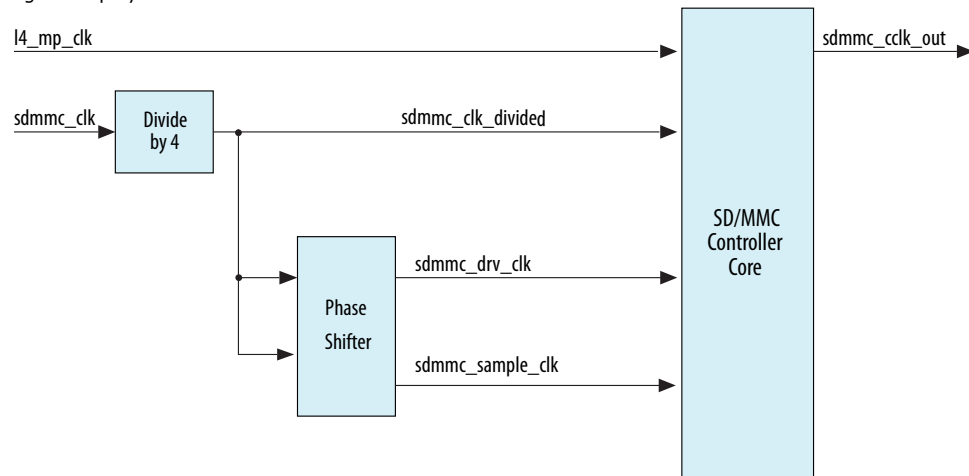 l4_mp_clk
sdmmc_cclk_out
sdmmc_clk
Divide
by 4
sdmmc_clk_divided
SD/MMC
Controller
Core
sdmmc_drv_clk
Phase
Shifter
sdmmc_sample_clk